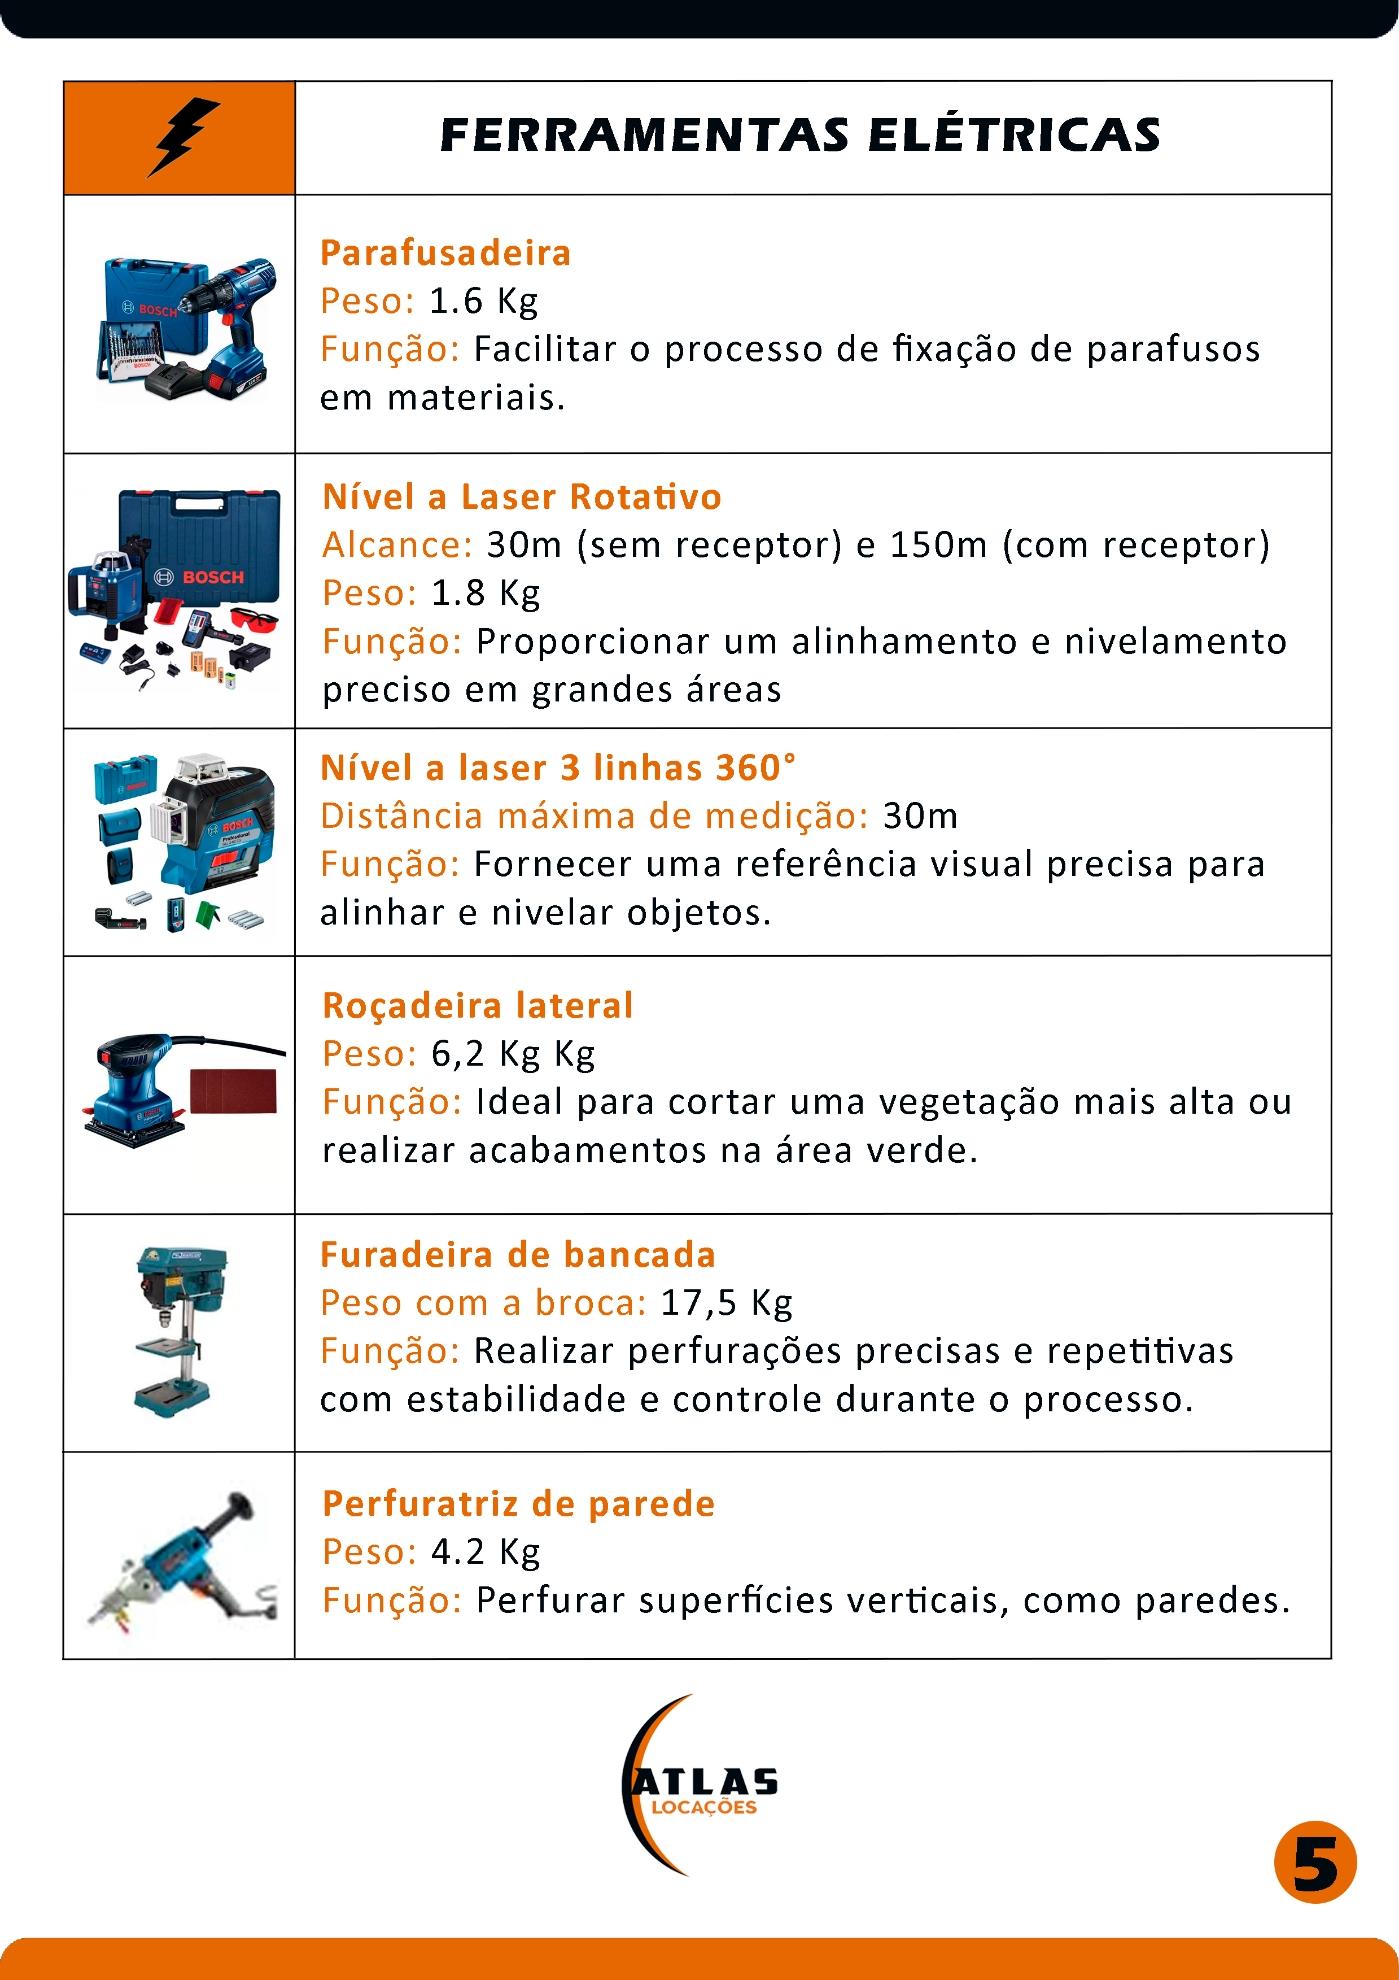 FERRAMENTAS ELÉTRICAS
Parafusadeira
Peso: 1.6 Kg
Função: Facilitar o processo de fixação de parafusos
em materiais.
BOSCH
BOSCH
Nível a Laser Rotativo
Alcance: 30m (sem receptor) e 150m (com receptor)
Peso: 1.8 Kg
Função: Proporcionar um alinhamento e nivelamento
preciso em grandes áreas
BOSCH
Nível a laser 3 linhas 360°
Distância máxima de medição: 30m
Função: Fornecer uma referência visual precisa para
alinhar e nivelar objetos.
BOSCH
Roçadeira lateral
Peso: 6,2 Kg Kg
Função: Ideal para cortar uma vegetação mais alta ou
realizar acabamentos na área verde.
Furadeira de bancada
Peso com a broca: 17,5 Kg
Função: Realizar perfurações precisas e repetitivas
com estabilidade e controle durante o processo.
Perfuratriz de parede
Peso: 4.2 Kg
Função: Perfurar superfícies verticais, como paredes.
ATLAS
LOCAÇÕES
5